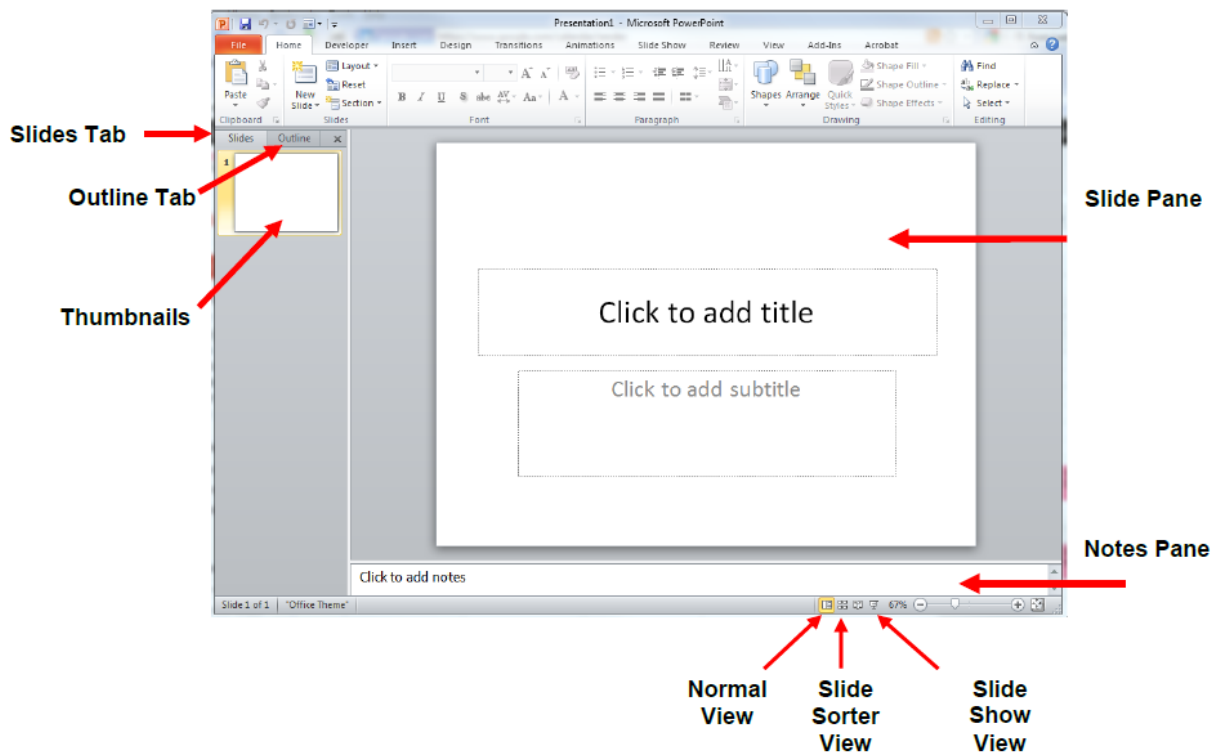 Presentation1 - Microsoft PowerPoint
File Home Developer Insert Design Transitions Animations Slide Show Review View Add-Ins Acrobat
Paste
New
Slide
Layout
Reset
Section
B I U S abc AV Aa A
A A
Shapes Arrange Quick
Styles
Shape Fill
Shape Outline
Shape Effects
Find
Replace
Select
Clipboard Slides Font Paragraph Drawing Editing
Slides Tab
Slides Outline
1
Outline Tab
Thumbnails
Slide Pane
Click to add title
Click to add subtitle
Notes Pane
Click to add notes
Slide 1 of 1 "Office Theme" 67%
Normal
View
Slide
Sorter
View
Slide
Show
View